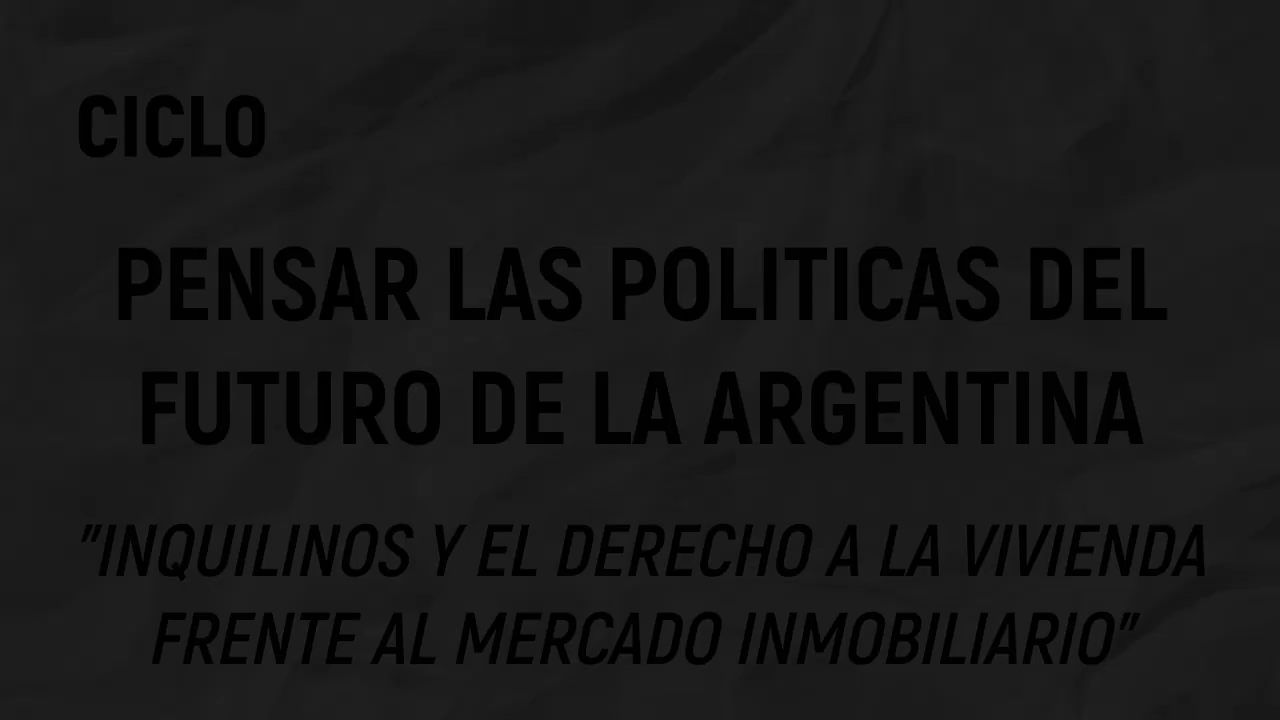 CICLO
PENSAR LAS POLITICAS DEL
FUTURO DE LA ARGENTINA
"INQUILINOS Y EL DERECHO A LA VIVIENDA
FRENTE AL MERCADO INMOBILIARIO"